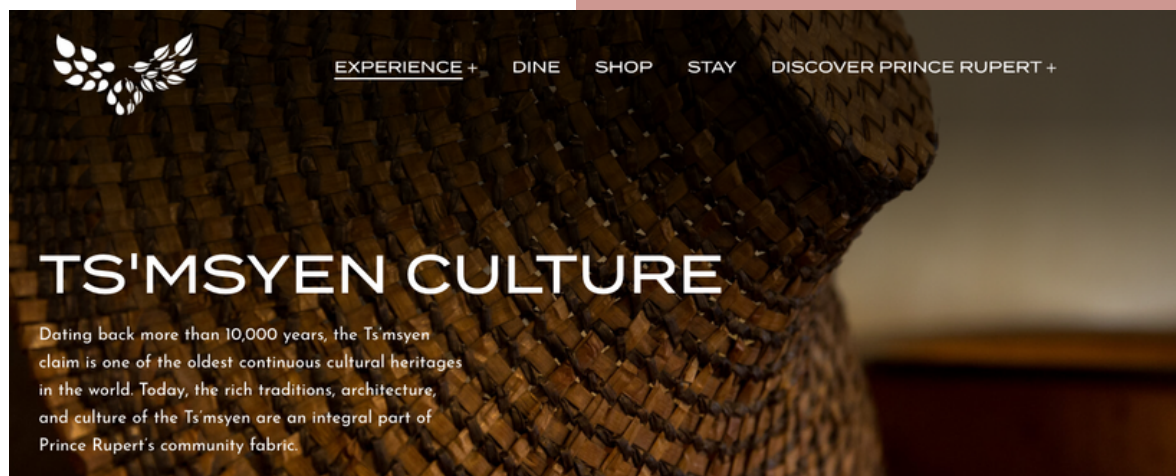 EXPERIENCE + DINE SHOP STAY DISCOVER PRINCE RUPERT +
TS'MSYEN CULTURE
Dating back more than 10,000 years, the Ts'msyen
claim is one of the oldest continuous cultural heritages
in the world. Today, the rich traditions, architecture,
and culture of the Ts'msyen are an integral part of
Prince Rupert's community fabric.